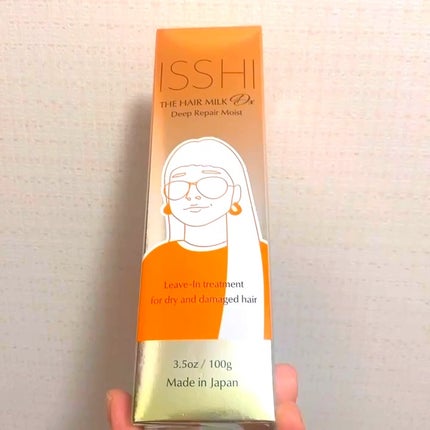 ISSHI
THE HAIR MILK Dx
Deep Repair Moist
Leave-In treatment
for dry and damaged hair
3.5oz / 100g
Made in Japan